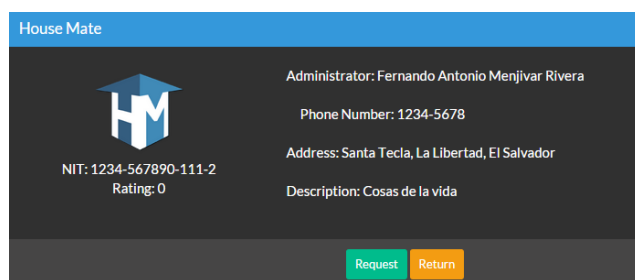 House Mate
HM
NIT: 1234-567890-111-2
Rating: 0
Administrator: Fernando Antonio Menjivar Rivera
Phone Number: 1234-5678
Address: Santa Tecla, La Libertad, El Salvador
Description: Cosas de la vida
Request
Return